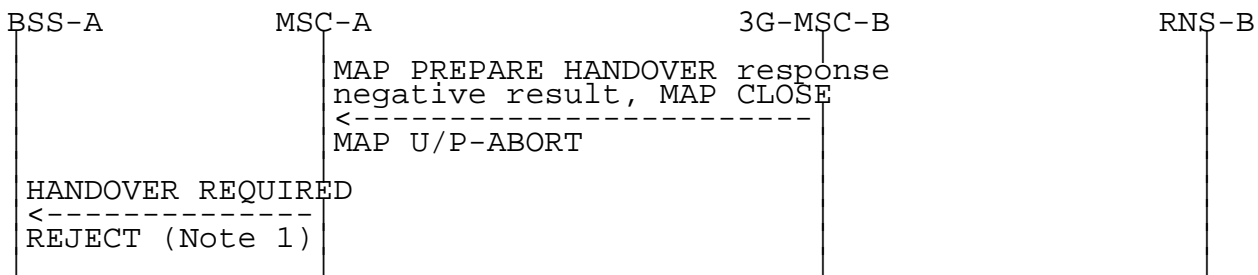 BSS-A MSC-A 3G-MSC-B RNS-B
MAP PREPARE HANDOVER response
negative result, MAP CLOSE
<------------------------
MAP U/P-ABORT
HANDOVER REQUIRED
<--------------
REJECT (Note 1)